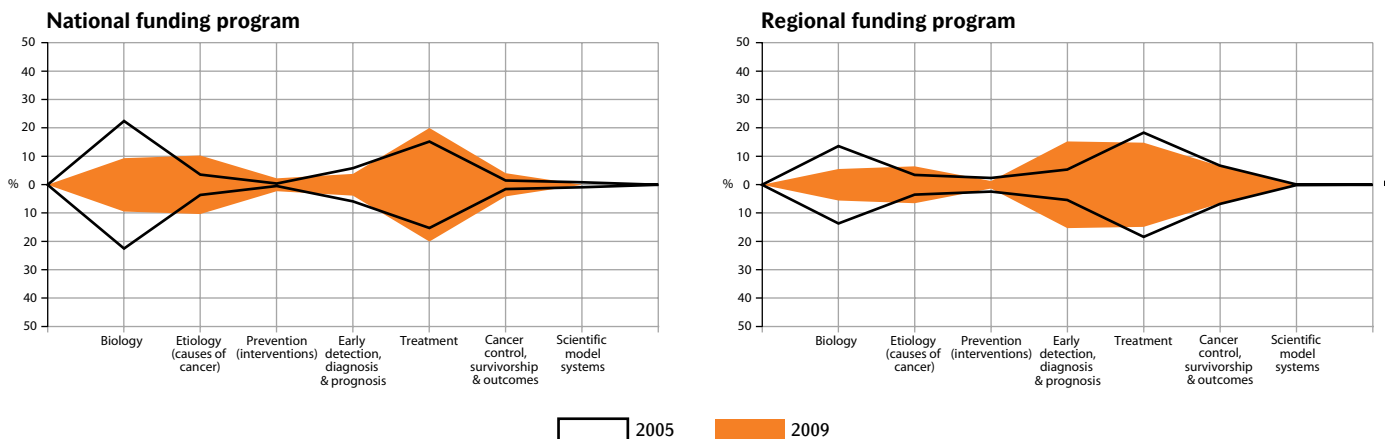 National funding program
50
40
30
20
10
% 0
10
20
30
40
50
Biology
Etiology
(causes of
cancer)
Prevention
(interventions)
Early
detection,
diagnosis
& prognosis
Treatment
Cancer
control,
survivorship
& outcomes
Scientific
model
systems
Regional funding program
50
40
30
20
10
% 0
10
20
30
40
50
Biology
Etiology
(causes of
cancer)
Prevention
(interventions)
Early
detection,
diagnosis
& prognosis
Treatment
Cancer
control,
survivorship
& outcomes
Scientific
model
systems
2005
2009